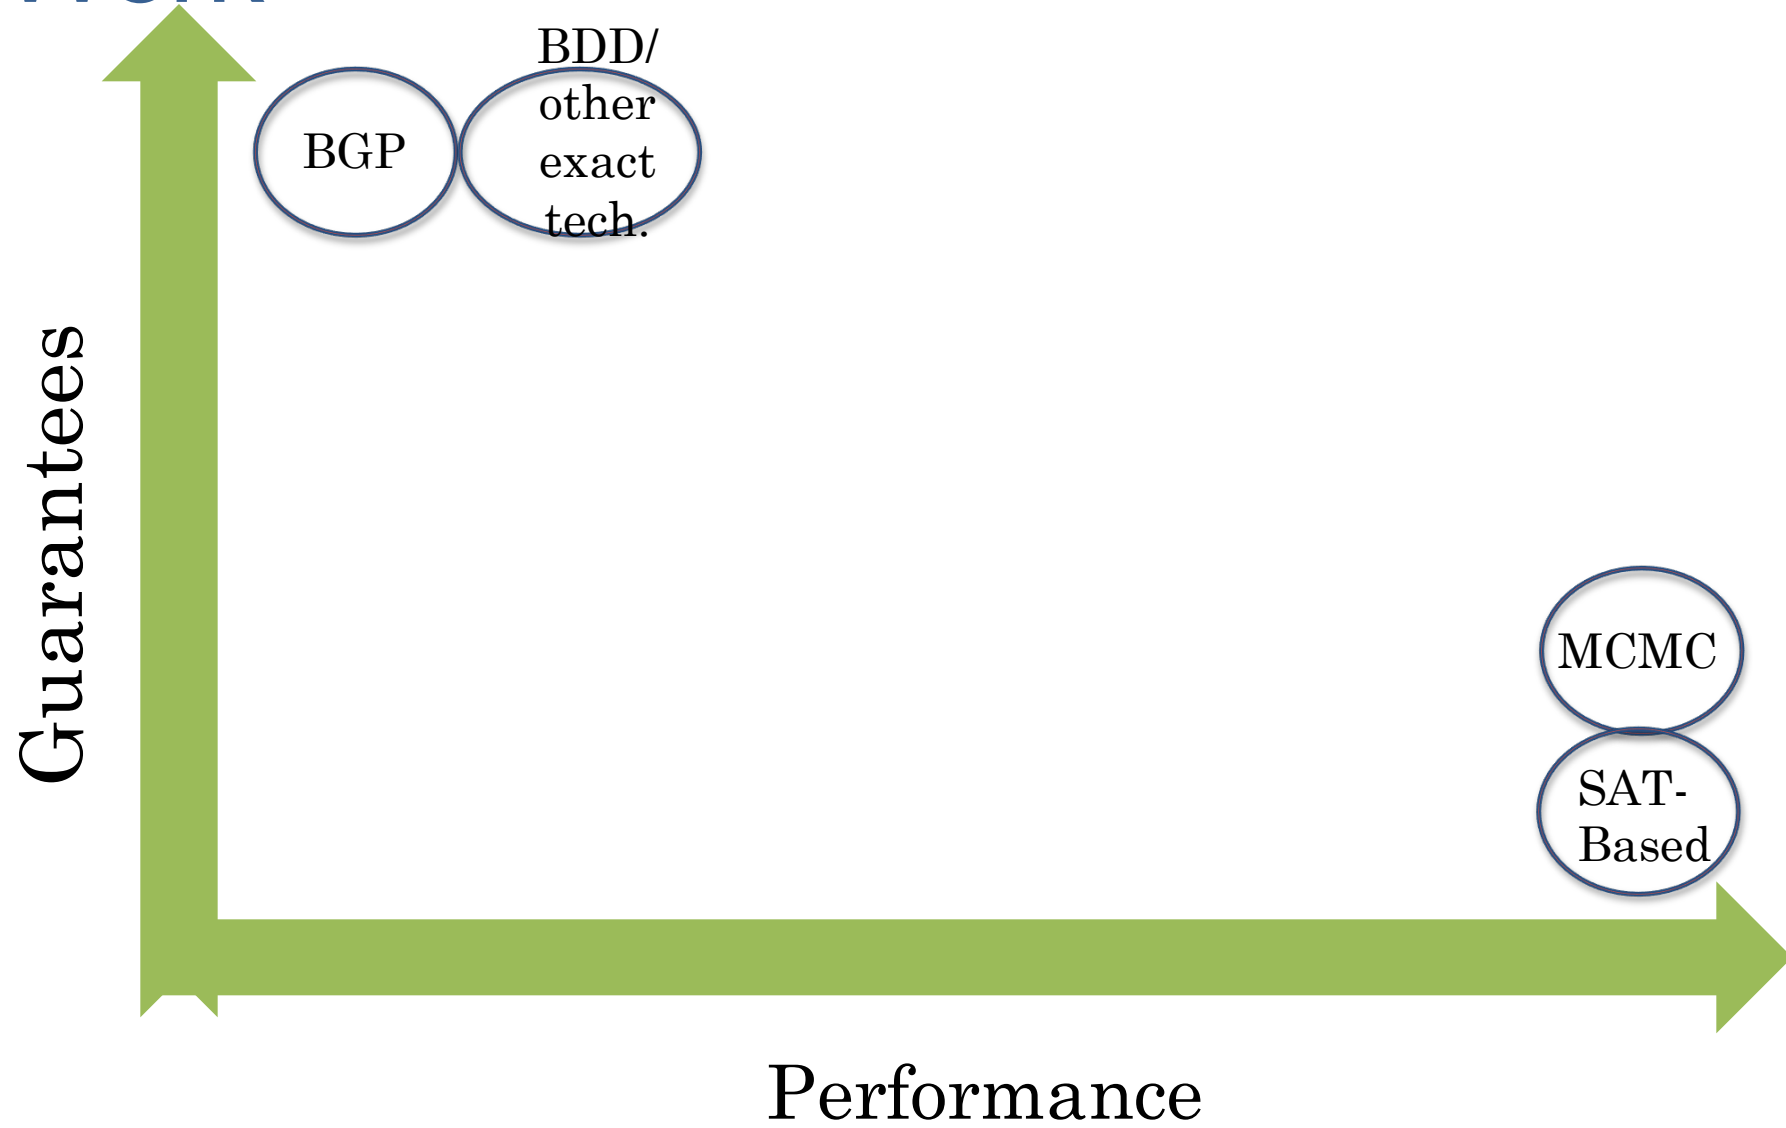 BGP
BDD/
other
exact
tech.
Guarantees
MCMC
SAT-
Based
Performance